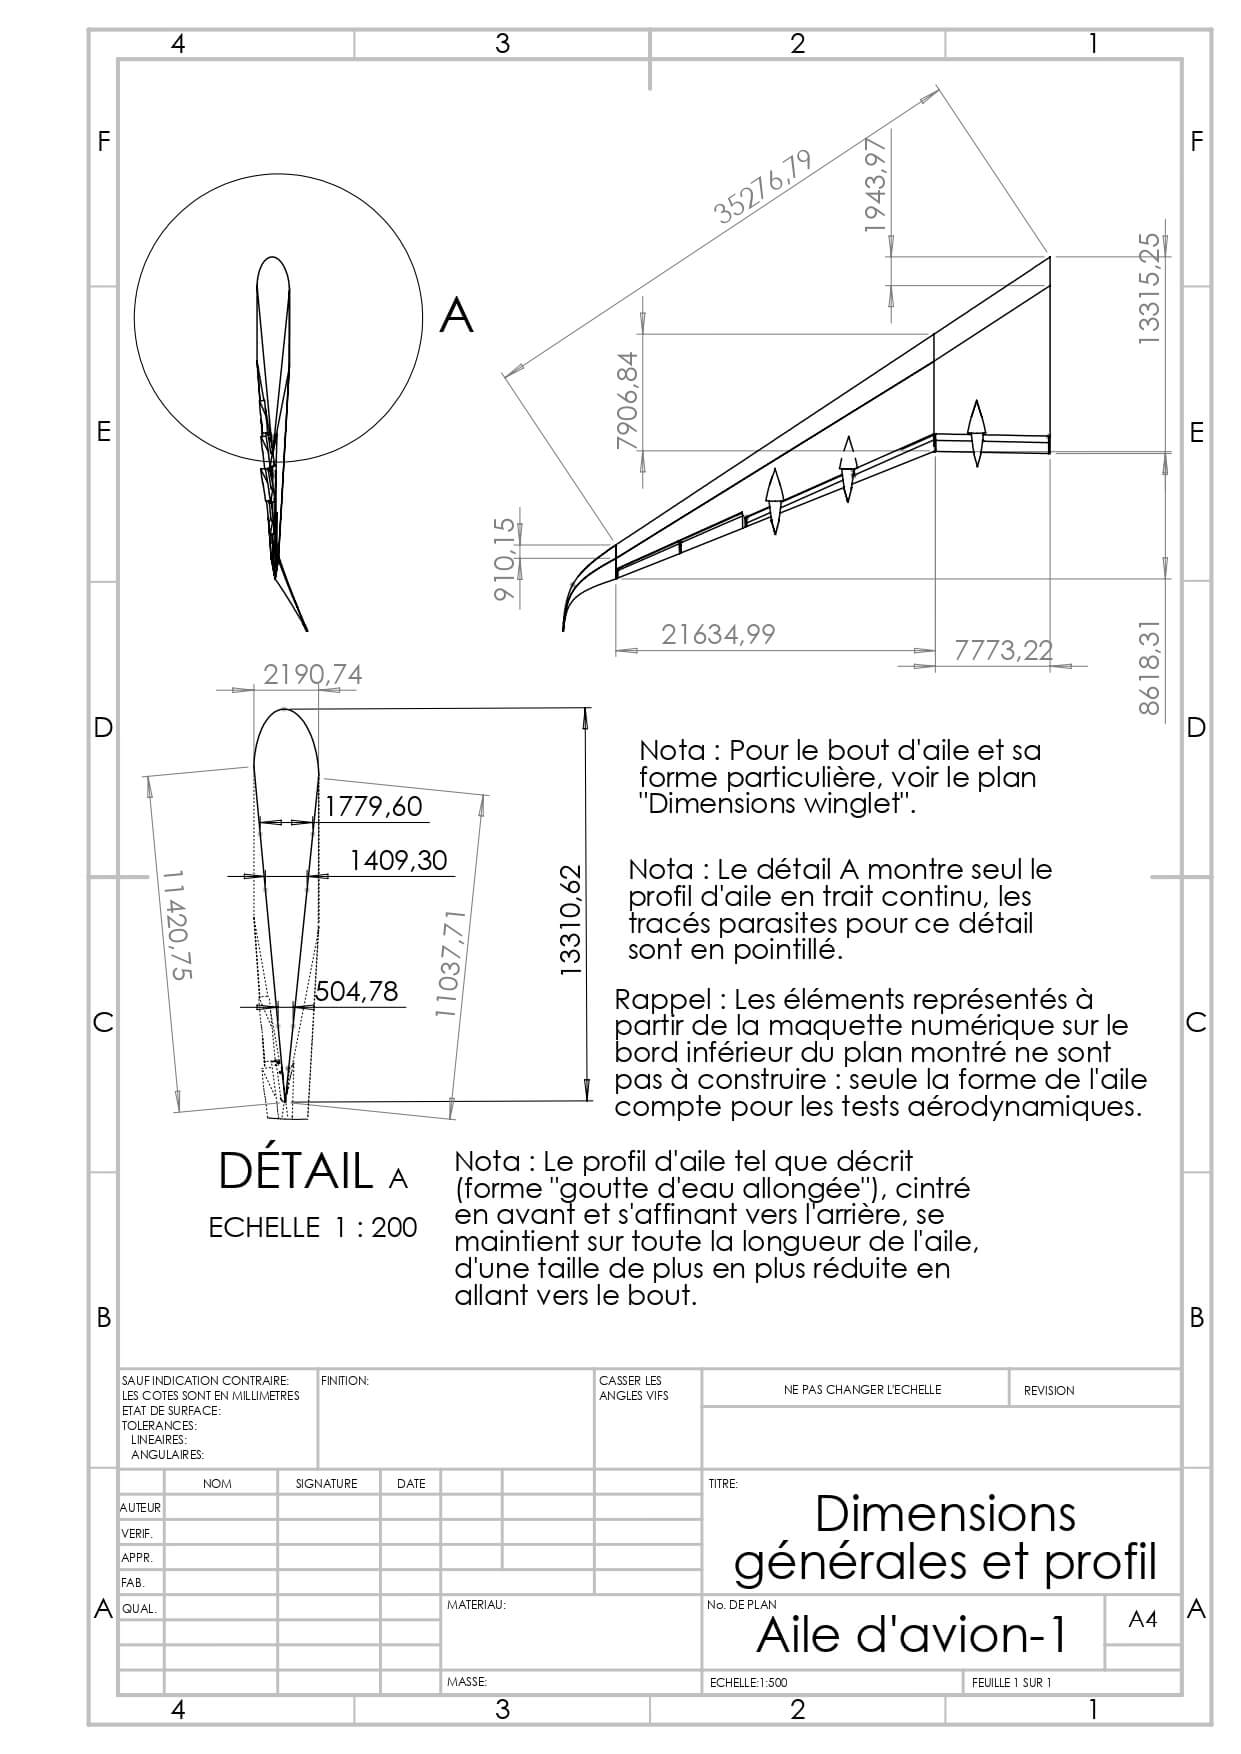 4 3 2 1
F F
E E
D D
C C
B B
A A
35276,79
1943,97
13315,25
A
7906,84
910,15
21634,99
7773,22
8618,31
2190,74
1779,60
1409,30
11420,75
13310,62
11037,71
504,78
Nota : Pour le bout d'aile et sa
forme particulière, voir le plan
"Dimensions winglet".
Nota : Le détail A montre seul le
profil d'aile en trait continu, les
tracés parasites pour ce détail
sont en pointillé.
Rappel : Les éléments représentés à
partir de la maquette numérique sur le
bord inférieur du plan montré ne sont
pas à construire : seule la forme de l'aile
compte pour les tests aérodynamiques.
DÉTAIL A
ECHELLE 1 : 200
Nota : Le profil d'aile tel que décrit
(forme "goutte d'eau allongée"), cintré
en avant et s'affinant vers l'arrière, se
maintient sur toute la longueur de l'aile,
d'une taille de plus en plus réduite en
allant vers le bout.
SAUF INDICATION CONTRAIRE:
LES COTES SONT EN MILLIMETRES
ETAT DE SURFACE:
TOLERANCES:
LINEAIRES:
ANGULAIRES:
FINITION:
CASSER LES
ANGLES VIFS
NE PAS CHANGER L'ECHELLE
REVISION
NOM SIGNATURE DATE
AUTEUR
VERIF.
APPR.
FAB.
QUAL.
MATERIAU:
MASSE:
TITRE:
Dimensions
générales et profil
No. DE PLAN
Aile d'avion-1
A4
ECHELLE:1:500
FEUILLE 1 SUR 1
4 3 2 1